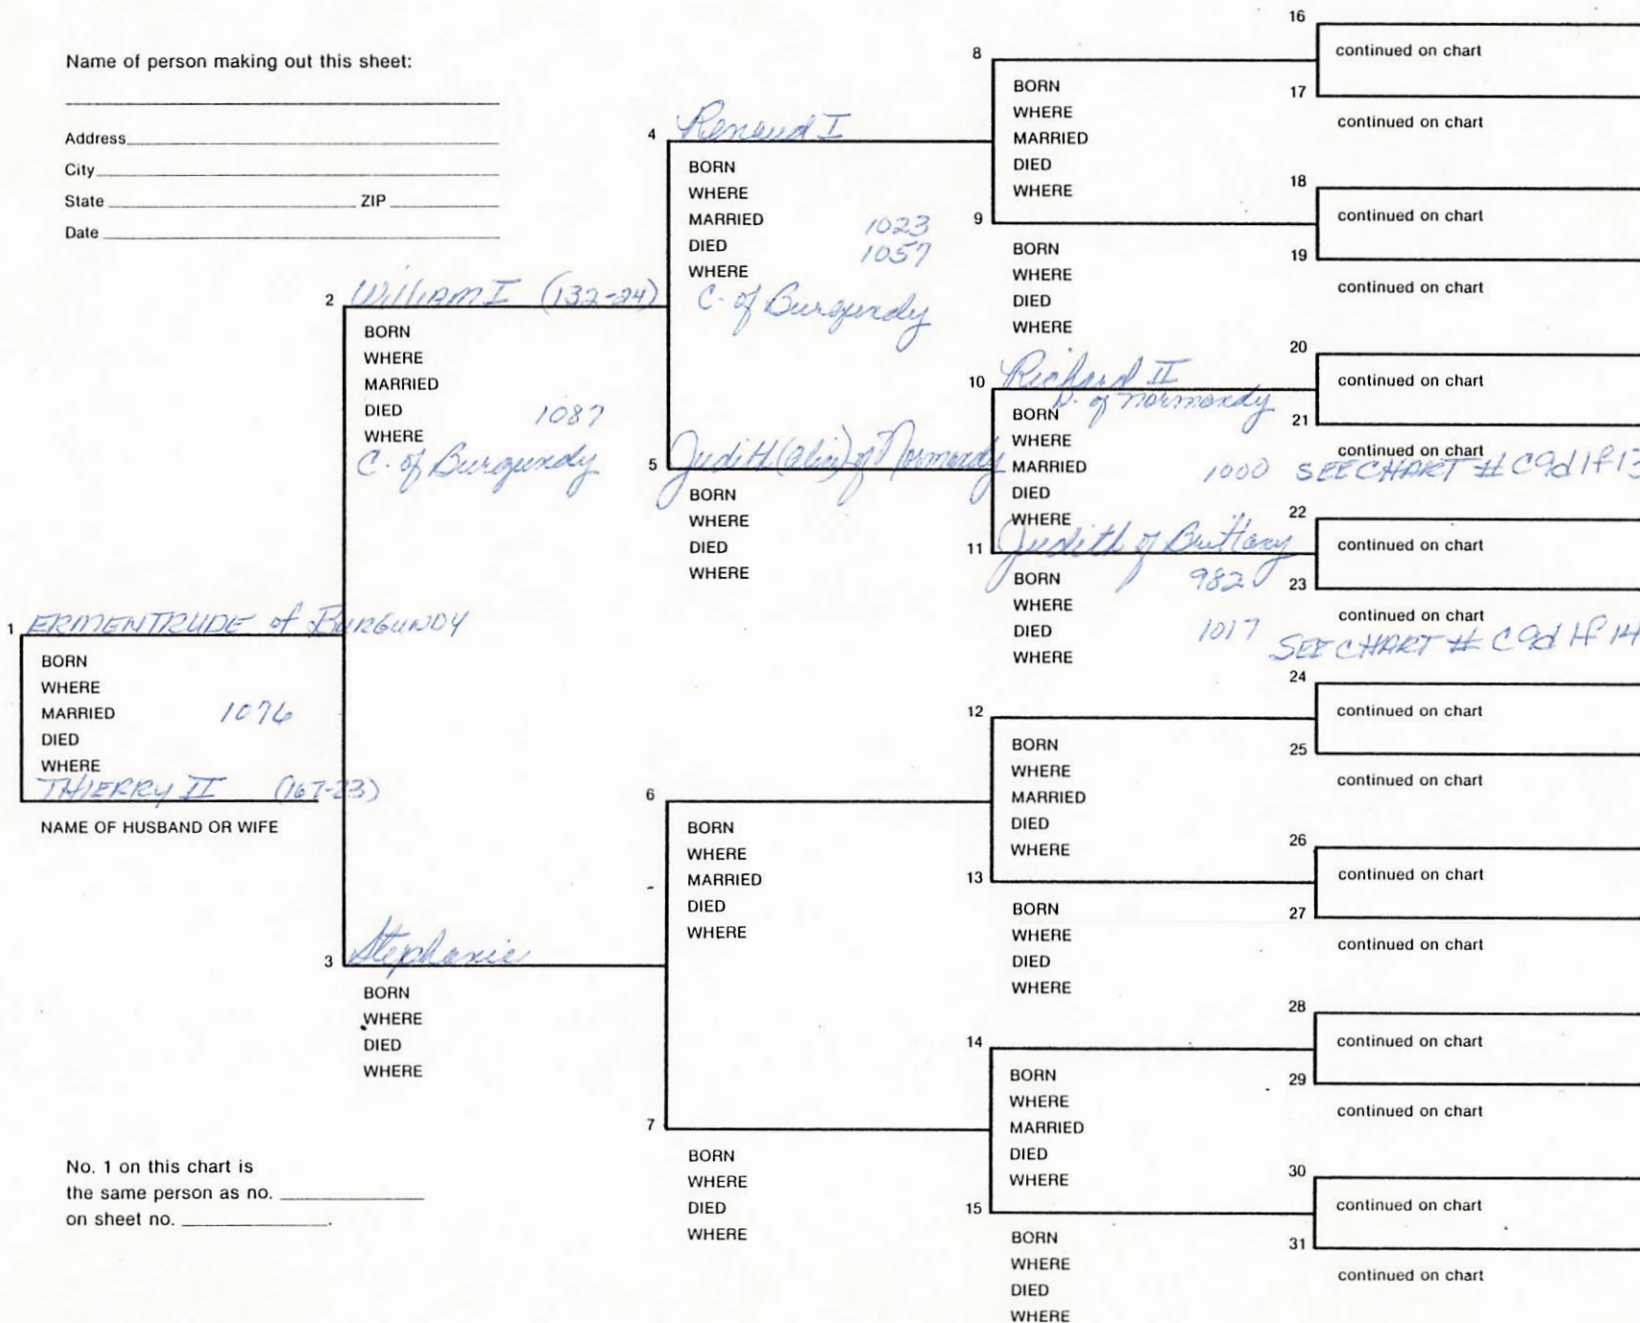 Name of person making out this sheet:
Address
City
State ZIP
Date
1 ERMENTRUDE of BURGUNDY
BORN
WHERE
MARRIED 1076
DIED
WHERE
THIERRY II (167-23)
NAME OF HUSBAND OR WIFE
No. 1 on this chart is
the same person as no.
on sheet no. .
2 William I (132-24)
BORN
WHERE
MARRIED
DIED 1087
WHERE
C. of Burgundy
3 Stephanie
BORN
WHERE
DIED
WHERE
4 Renaud I
BORN
WHERE
MARRIED 1023
DIED 1057
WHERE
C. of Burgundy
5 Judith (Alice) of Normandy
BORN
WHERE
DIED
WHERE
6
BORN
WHERE
MARRIED
DIED
WHERE
7
BORN
WHERE
DIED
WHERE
8
BORN
WHERE
MARRIED
DIED
WHERE
9
BORN
WHERE
DIED
WHERE
10 Richard II
D. of Normandy
BORN
WHERE
MARRIED 1000
DIED
WHERE
11 Judith of Brittany
BORN 982
WHERE
DIED 1017
WHERE
12
BORN
WHERE
MARRIED
DIED
WHERE
13
BORN
WHERE
DIED
WHERE
14
BORN
WHERE
MARRIED
DIED
WHERE
15
BORN
WHERE
DIED
WHERE
16
continued on chart
17
continued on chart
18
continued on chart
19
continued on chart
20
continued on chart
21
continued on chart
SEE CHART # C9d1f13
22
continued on chart
23
continued on chart
SEE CHART # C9d1f14
24
continued on chart
25
continued on chart
26
continued on chart
27
continued on chart
28
continued on chart
29
continued on chart
30
continued on chart
31
continued on chart